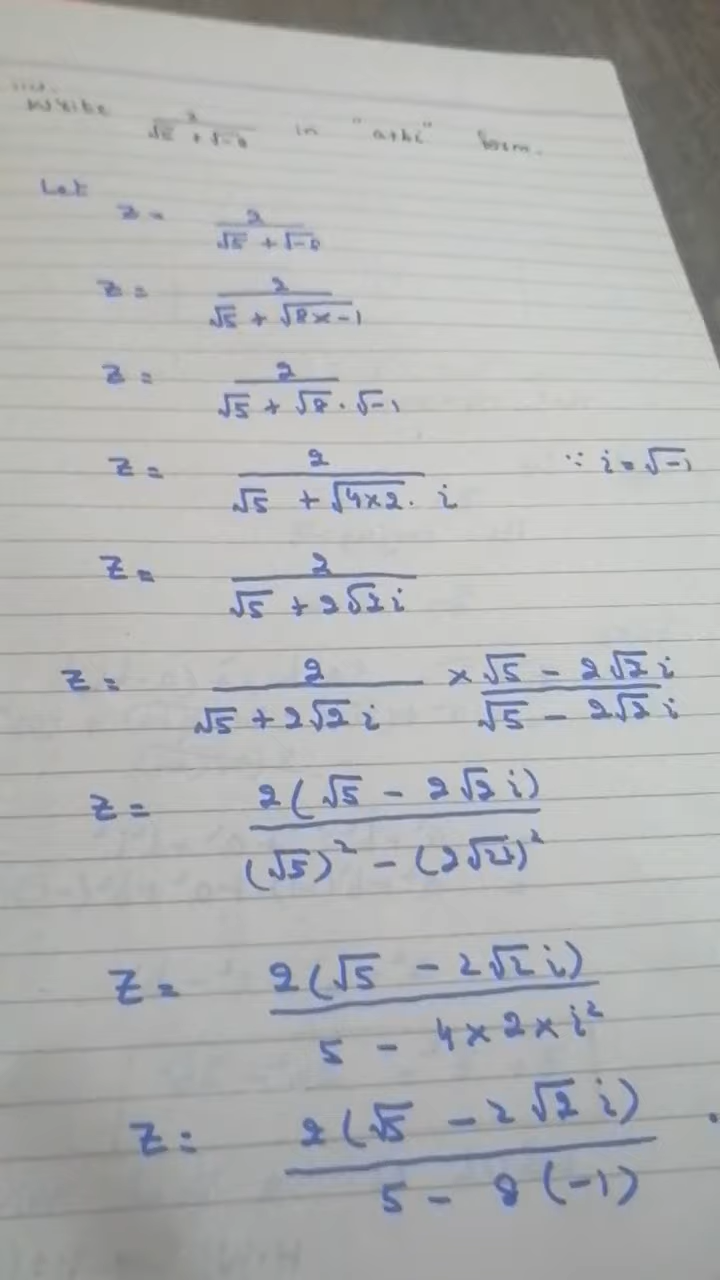 Write 2/(√5 + √-8) in "a+bi" form.
Let
z = 2/(√5 + √-8)
z = 2/(√5 + √(8×-1))
z = 2/(√5 + √8 . √-1)
z = 2/(√5 + √(4×2) . i) ∵ i = √-1
z = 2/(√5 + 2√2 i)
z = 2/(√5 + 2√2 i) × (√5 - 2√2 i)/(√5 - 2√2 i)
z = 2(√5 - 2√2 i)/((√5)² - (2√2i)²)
z = 2(√5 - 2√2 i)/(5 - 4×2×i²)
z = 2(√5 - 2√2 i)/(5 - 8(-1)) .